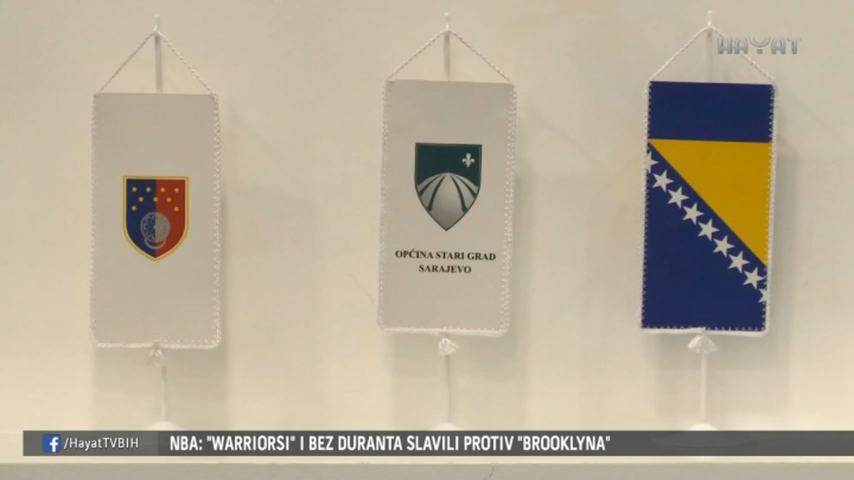 HAYAT
OPĆINA STARI GRAD
SARAJEVO
/HayatTVBIH
NBA: "WARRIORSI" I BEZ DURANTA SLAVILI PROTIV "BROOKLYNA"